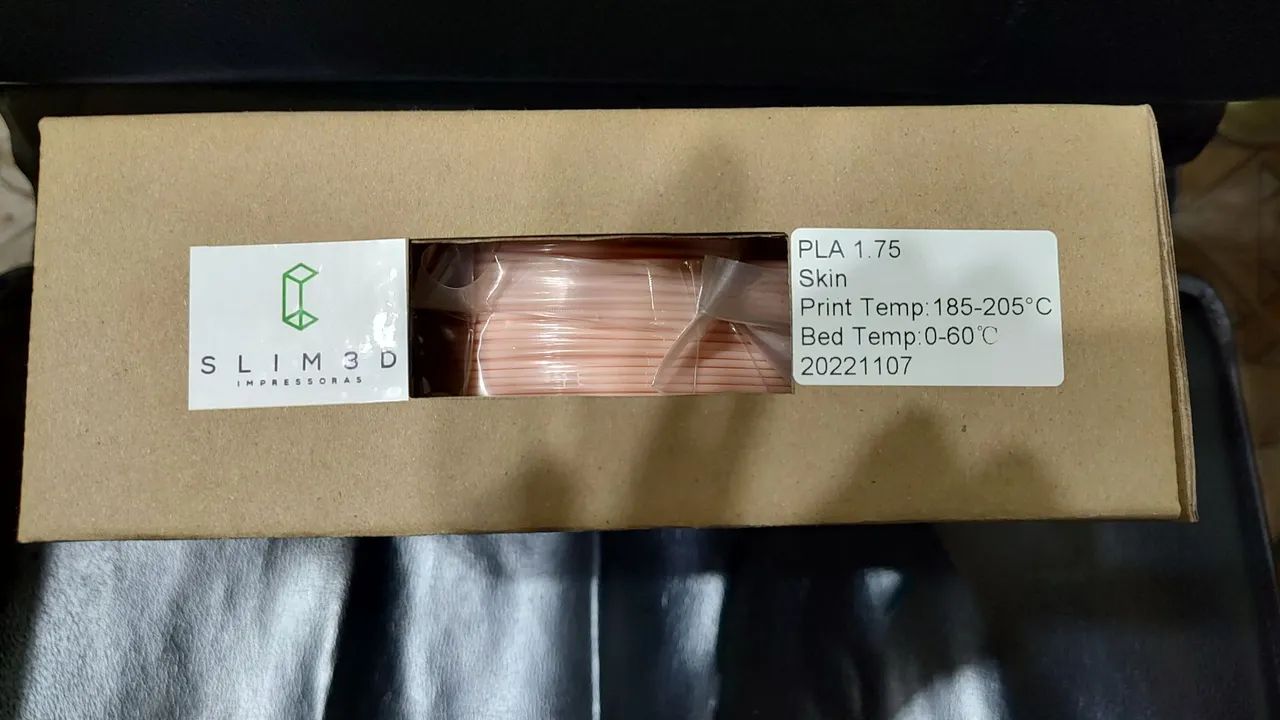 SLIM3D
IMPRESSORAS
PLA 1.75
Skin
Print Temp:185-205°C
Bed Temp:0-60℃
20221107